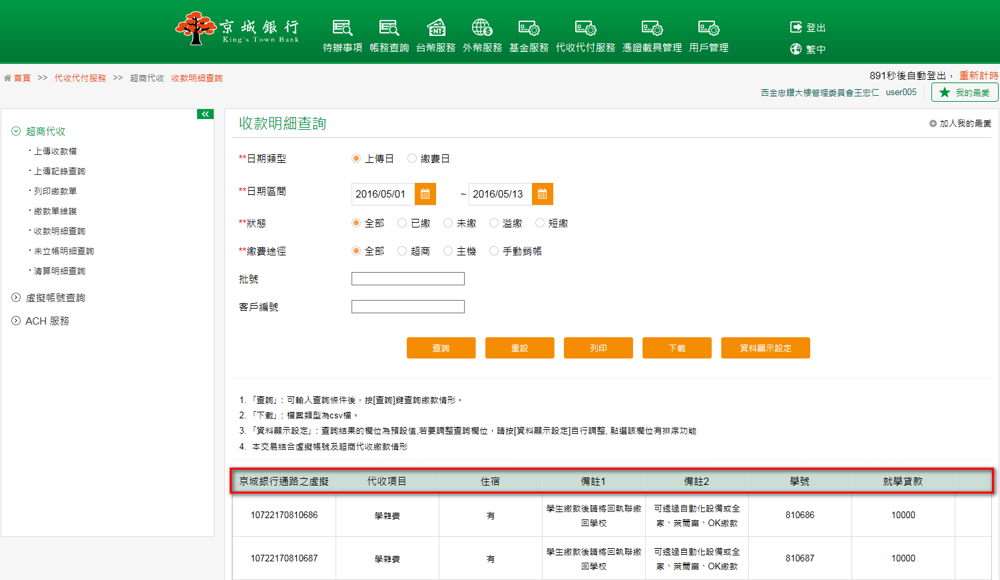 京城銀行
King's Town Bank
待辦事項 帳務查詢 台幣服務 外幣服務 基金服務 代收代付服務 憑證載具管理 用戶管理
NT
登出
繁中
首頁 >> 代收代付服務 >> 超商代收 收款明細查詢
891秒後自動登出， 重新計時
西金忠鑽大樓管理委員會王宏仁 user005
我的最愛
超商代收
・上傳收款檔
・上傳記錄查詢
・列印繳款單
・繳款單維護
・收款明細查詢
・未立帳明細查詢
・清算明細查詢
虛擬帳號查詢
ACH 服務
收款明細查詢
加入我的最愛
**日期類型 上傳日 繳費日
**日期區間 2016/05/01 ~ 2016/05/13
**狀態 全部 已繳 未繳 溢繳 短繳
**繳費途徑 全部 超商 主機 手動銷帳
批號
客戶編號
查詢 重設 列印 下載 資料顯示設定
1. 「查詢」: 可輸入查詢條件後，按[查詢]鍵查詢繳款情形。
2. 「下載」: 檔案類型為csv檔。
3. 「資料顯示設定」: 查詢結果的欄位為預設值,若要調整查詢欄位，請按[資料顯示設定]自行調整, 點選該欄位有排序功能
4. 本交易結合虛擬帳號及超商代收繳款情形
京城銀行通路之虛擬 代收項目 住宿 備註1 備註2 學號 就學貸款
10722170810686 學雜費 有 學生繳款後請將回執聯繳 可透過自動化設備或全 810686 10000
回學校 家、萊爾富、OK繳款
10722170810687 學雜費 有 學生繳款後請將回執聯繳 可透過自動化設備或全 810687 10000
回學校 家、萊爾富、OK繳款